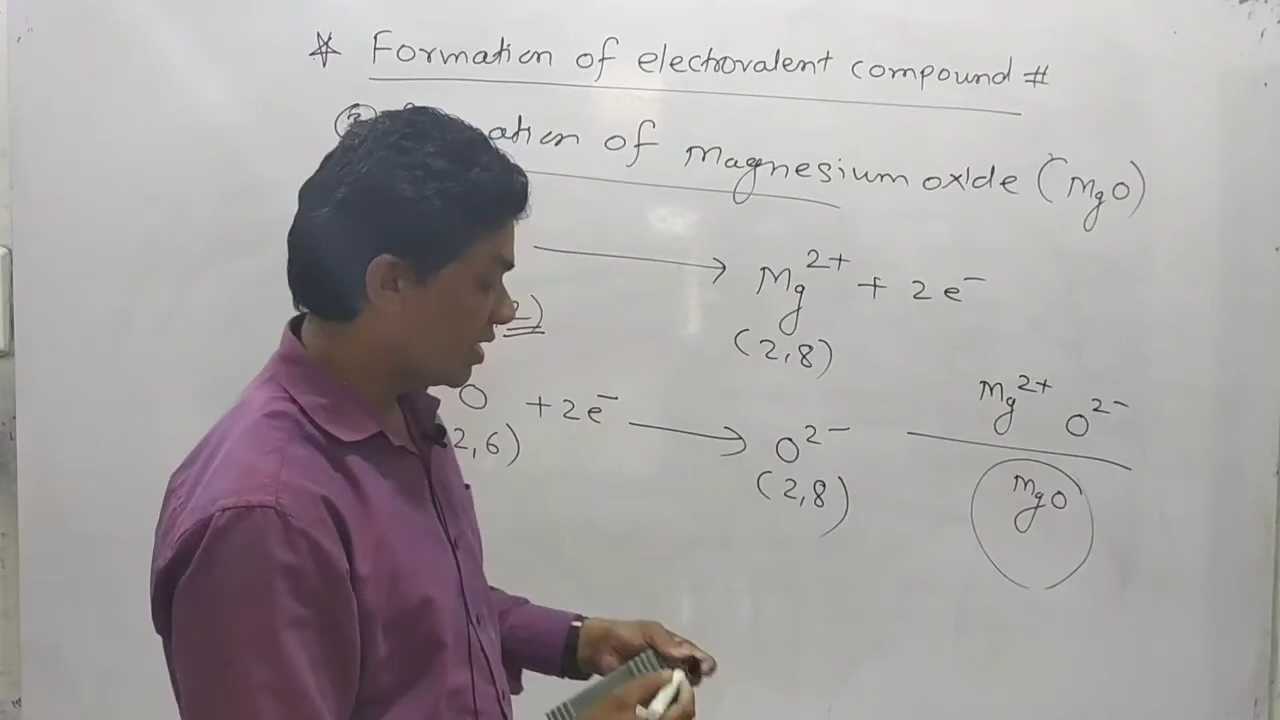 * Formation of electrovalent compound #
of Magnesium oxide (MgO)
⟶ Mg²⁺ + 2e⁻
(2,8)
O + 2e⁻ ⟶ O²⁻
2,6) (2,8)
Mg²⁺ O²⁻
MgO